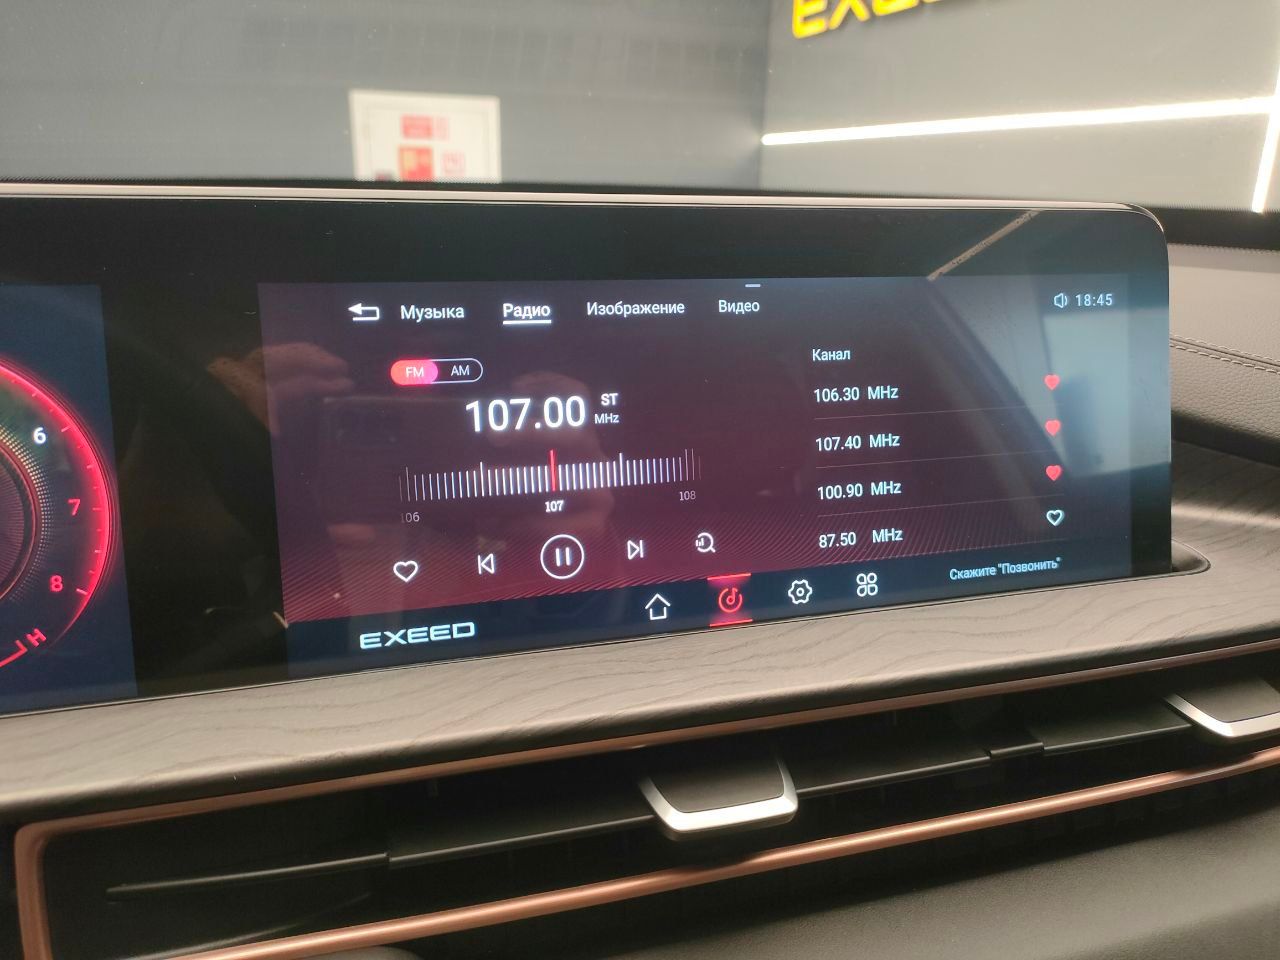 EXEED
Музыка Радио Изображение Видео
18:45
FM AM
107.00 ST
MHz
106 107 108
Канал
106.30 MHz
107.40 MHz
100.90 MHz
87.50 MHz
Скажите "Позвонить"
EXEED
6
7
8
H